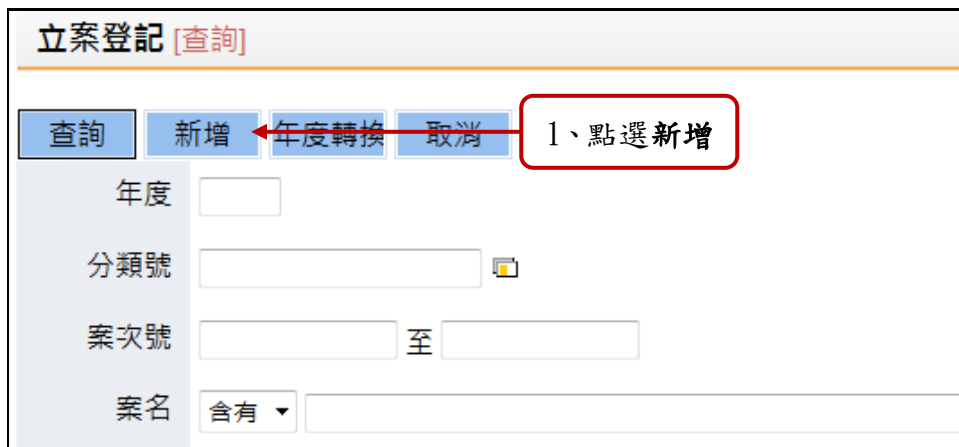 立案登記 [查詢]
查詢 新增 年度轉換 取消 1、點選新增
年度
分類號
案次號 至
案名 含有